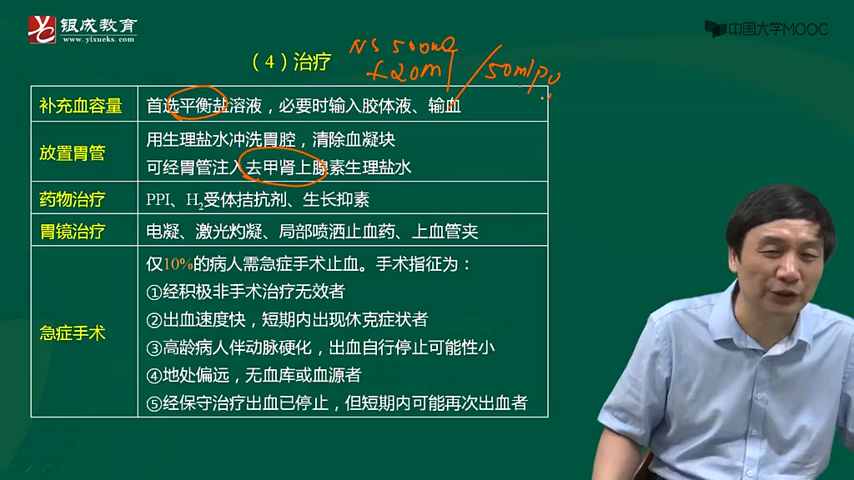 银成教育
www.yixueks.com
中国大学MOOC
（4）治疗
NS 500ml
+20ml / 50ml po
补充血容量
首选平衡盐溶液，必要时输入胶体液、输血
放置胃管
用生理盐水冲洗胃腔，清除血凝块
可经胃管注入去甲肾上腺素生理盐水
药物治疗
PPI、H2受体拮抗剂、生长抑素
胃镜治疗
电凝、激光灼凝、局部喷洒止血药、上血管夹
急症手术
仅10%的病人需急症手术止血。手术指征为：
①经积极非手术治疗无效者
②出血速度快，短期内出现休克症状者
③高龄病人伴动脉硬化，出血自行停止可能性小
④地处偏远，无血库或血源者
⑤经保守治疗出血已停止，但短期内可能再次出血者